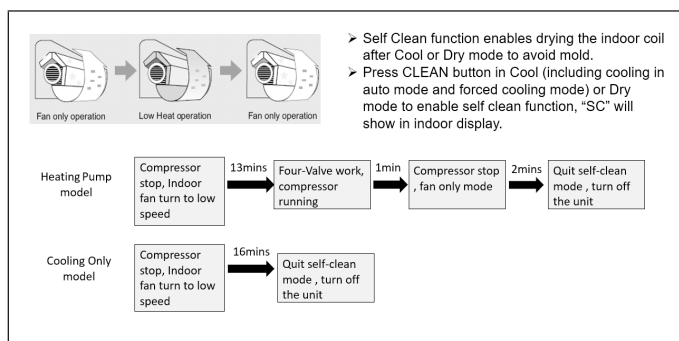 Fan only operation
Low Heat operation
Fan only operation
➢ Self Clean function enables drying the indoor coil
after Cool or Dry mode to avoid mold.
➢ Press CLEAN button in Cool (including cooling in
auto mode and forced cooling mode) or Dry
mode to enable self clean function, “SC” will
show in indoor display.
Heating Pump
model
Compressor
stop, Indoor
fan turn to low
speed
13mins
Four-Valve work,
compressor
running
1min
Compressor stop
, fan only mode
2mins
Quit self-clean
mode , turn off
the unit
Cooling Only
model
Compressor
stop, Indoor
fan turn to low
speed
16mins
Quit self-clean
mode , turn off
the unit